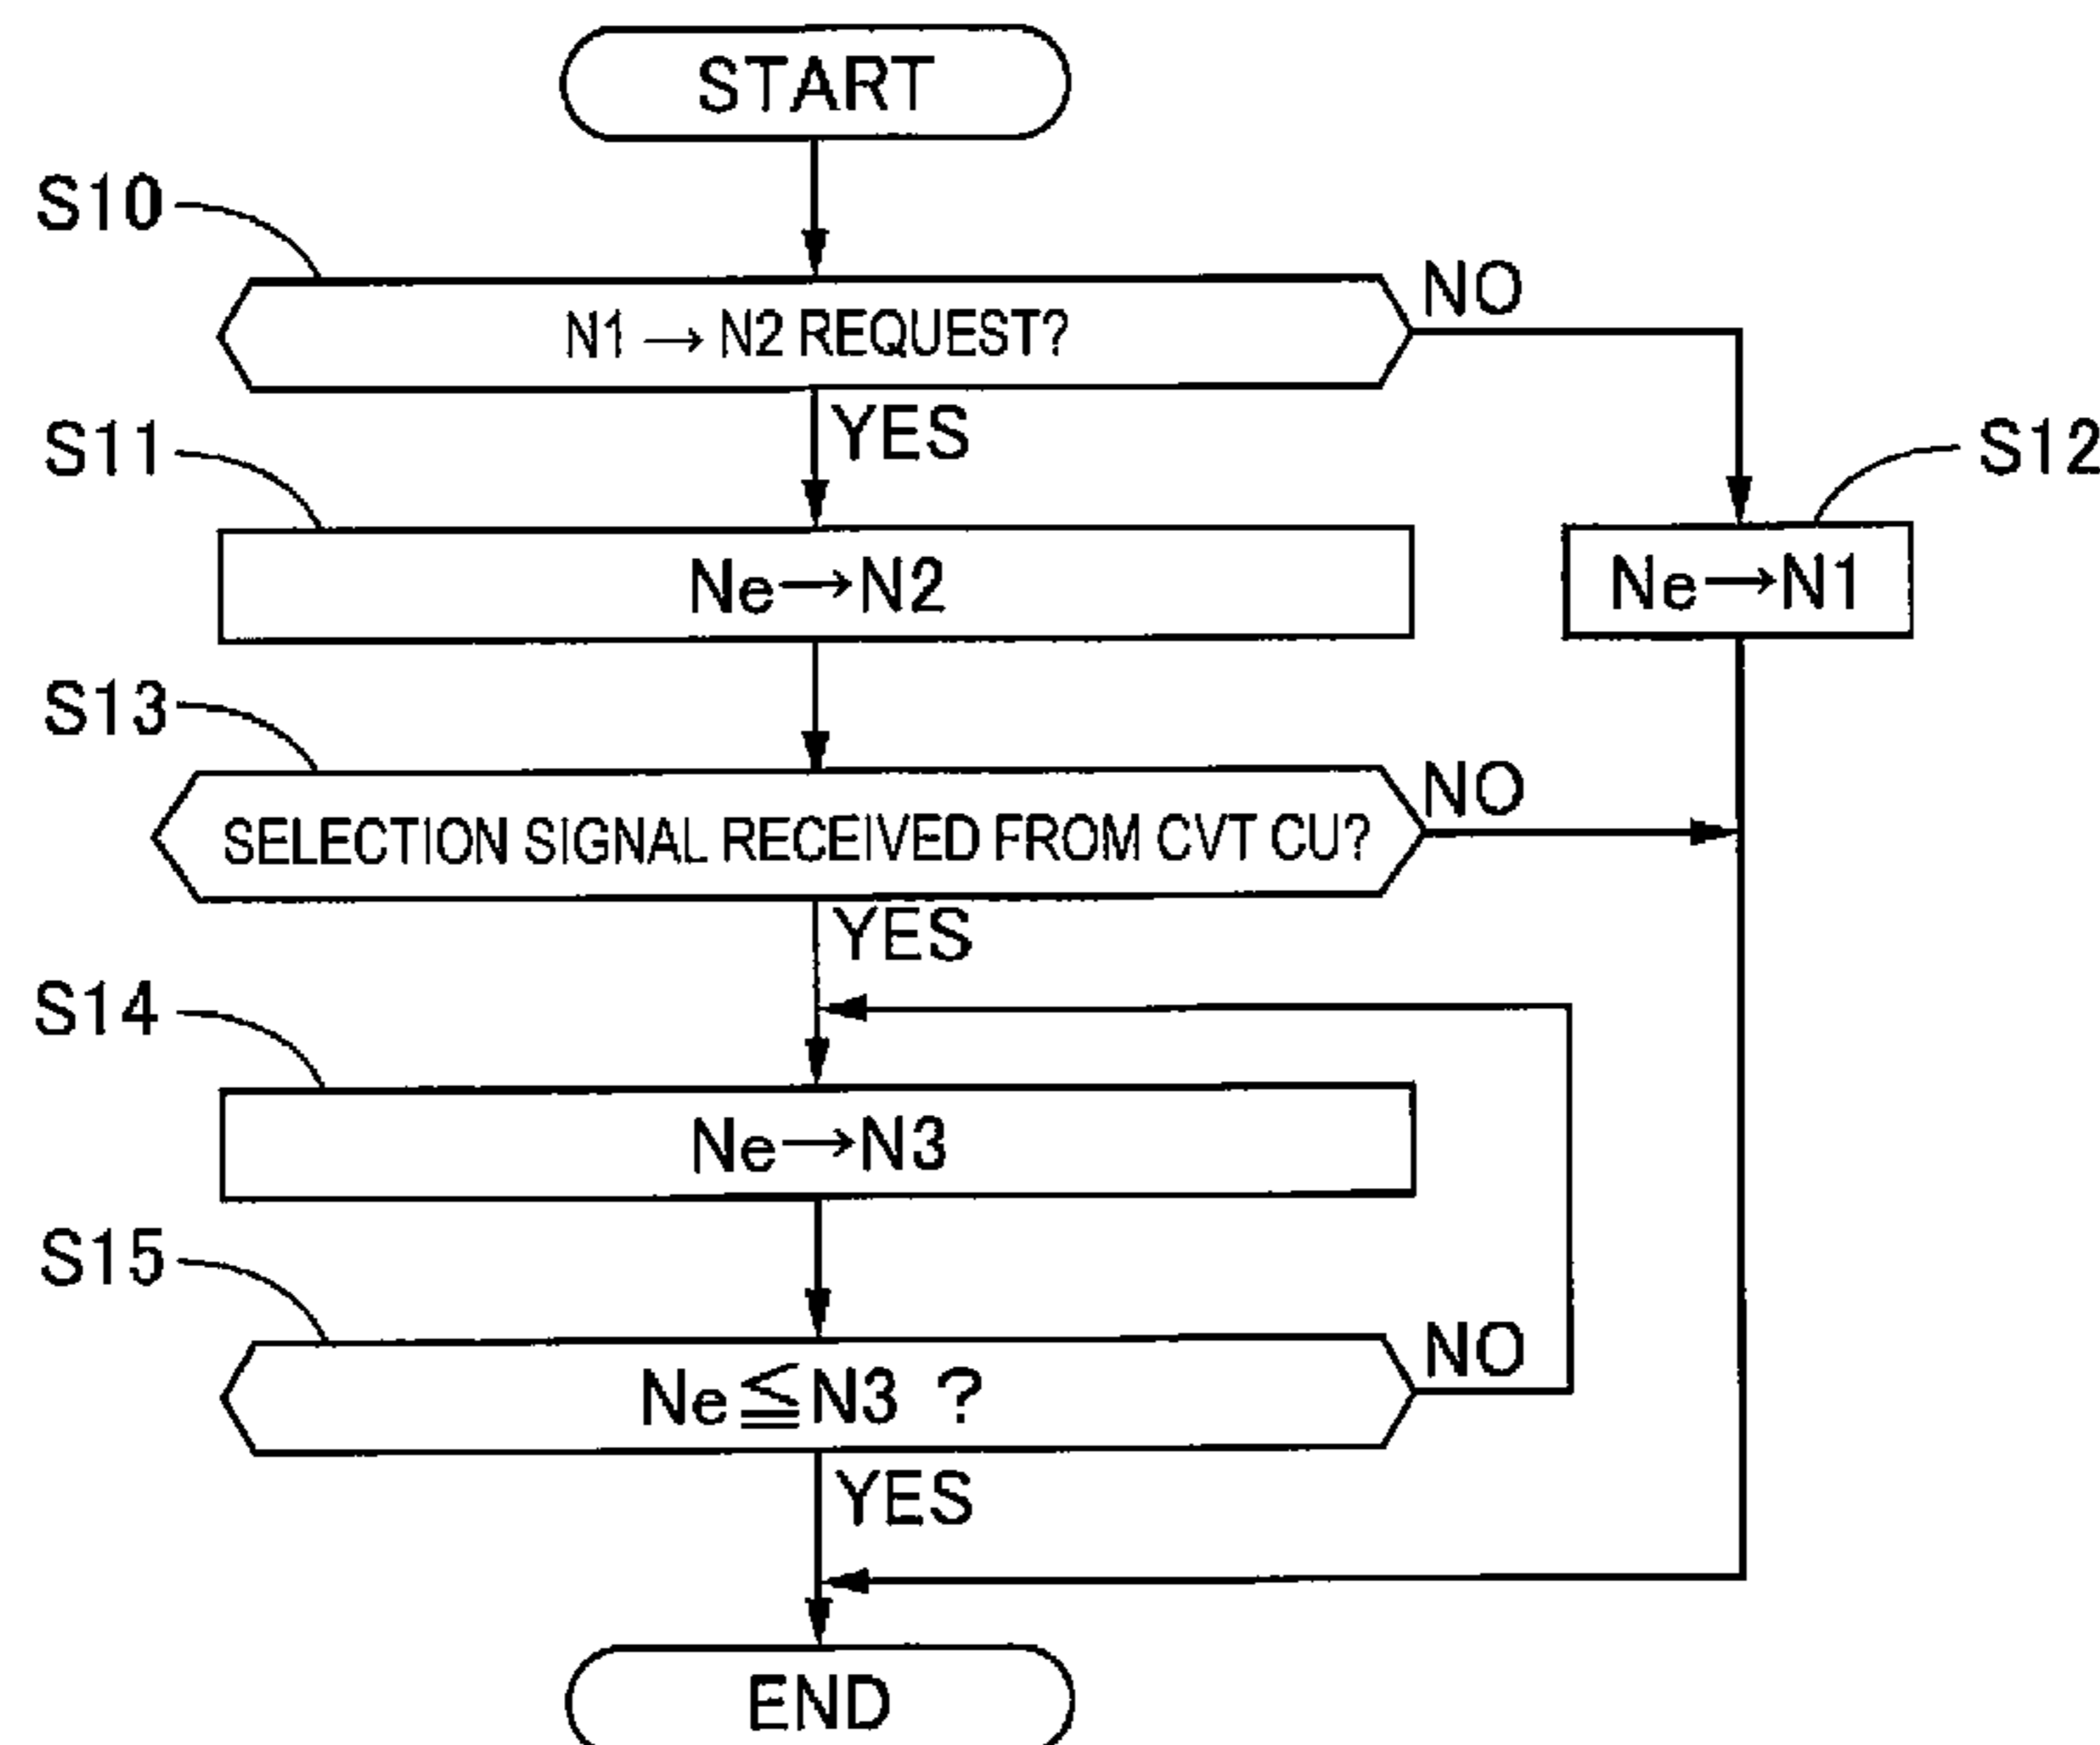 START
S10
N1 → N2 REQUEST?
NO
YES
S11
Ne→N2
S12
Ne→N1
S13
SELECTION SIGNAL RECEIVED FROM CVT CU?
NO
YES
S14
Ne→N3
S15
Ne≦N3 ?
NO
YES
END